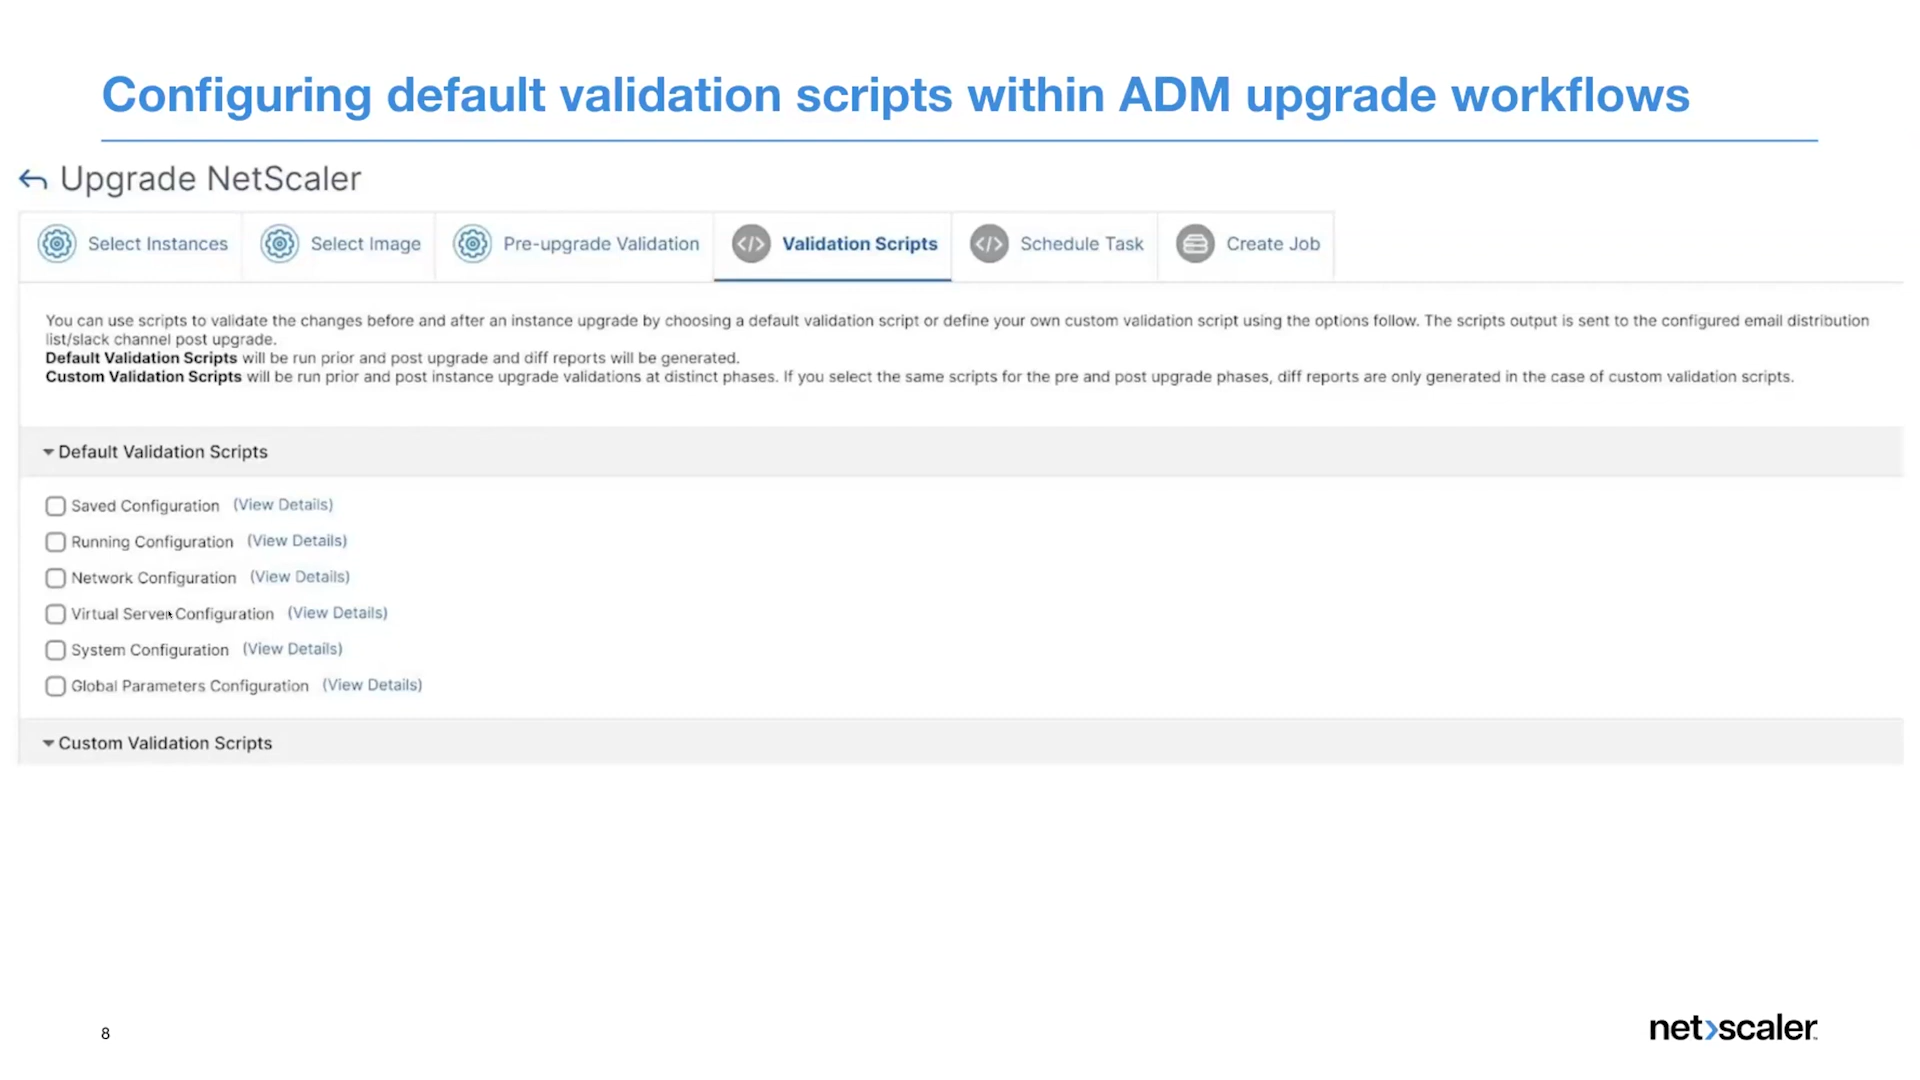 Configuring default validation scripts within ADM upgrade workflows
Upgrade NetScaler
Select Instances
Select Image
Pre-upgrade Validation
Validation Scripts
Schedule Task
Create Job
You can use scripts to validate the changes before and after an instance upgrade by choosing a default validation script or define your own custom validation script using the options follow. The scripts output is sent to the configured email distribution
list/slack channel post upgrade.
Default Validation Scripts will be run prior and post upgrade and diff reports will be generated.
Custom Validation Scripts will be run prior and post instance upgrade validations at distinct phases. If you select the same scripts for the pre and post upgrade phases, diff reports are only generated in the case of custom validation scripts.
Default Validation Scripts
Saved Configuration (View Details)
Running Configuration (View Details)
Network Configuration (View Details)
Virtual Server Configuration (View Details)
System Configuration (View Details)
Global Parameters Configuration (View Details)
Custom Validation Scripts
8
net>scaler